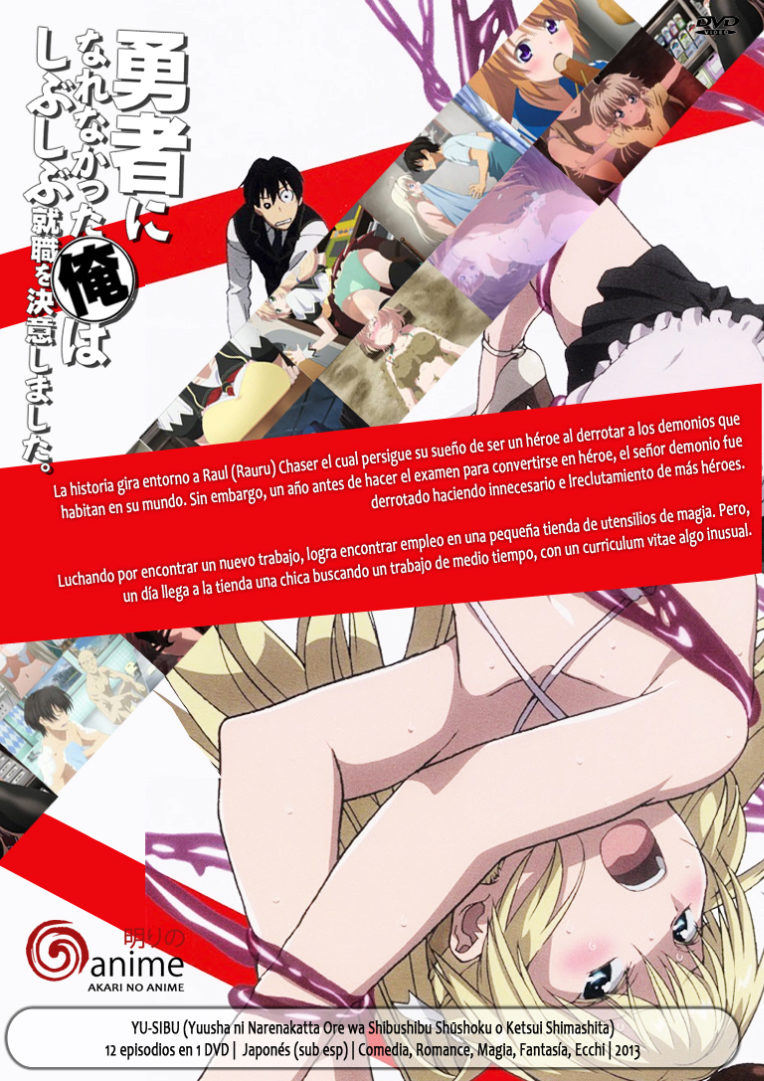 勇者に
なれなかった
俺は
しぶしぶ就職を決意しました。
DVD
VIDEO
La historia gira entorno a Raul (Rauru) Chaser el cual persigue su sueño de ser un héroe al derrotar a los demonios que
habitan en su mundo. Sin embargo, un año antes de hacer el examen para convertirse en héroe, el señor demonio fue
derrotado haciendo innecesario e lreclutamiento de más héroes.
Luchando por encontrar un nuevo trabajo, logra encontrar empleo en una pequeña tienda de utensilios de magia. Pero,
un día llega a la tienda una chica buscando un trabajo de medio tiempo, con un curriculum vitae algo inusual.
明りの
anime
AKARI NO ANIME
YU-SIBU (Yuusha ni Narenakatta Ore wa Shibushibu Shūshoku o Ketsui Shimashita)
12 episodios en 1 DVD | Japonés (sub esp) | Comedia, Romance, Magia, Fantasía, Ecchi | 2013